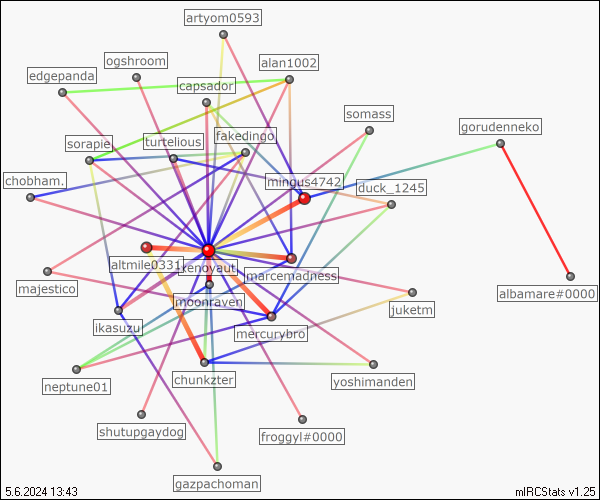 artyom0593
ogshroom
alan1002
edgepanda
capsador
somass
gorudenneko
sorapie
turtelious
fakedingo
chobham.
mingus4742
duck_1245
altmile0331
renoyaut
marcemadness
majestico
albamare#0000
moonraven
juketm
ikasuzu
mercurybro
neptune01
chunkzter
yoshimanden
shutupgaydog
froggyl#0000
gazpachoman
5.6.2024 13:43
mIRCStats v1.25